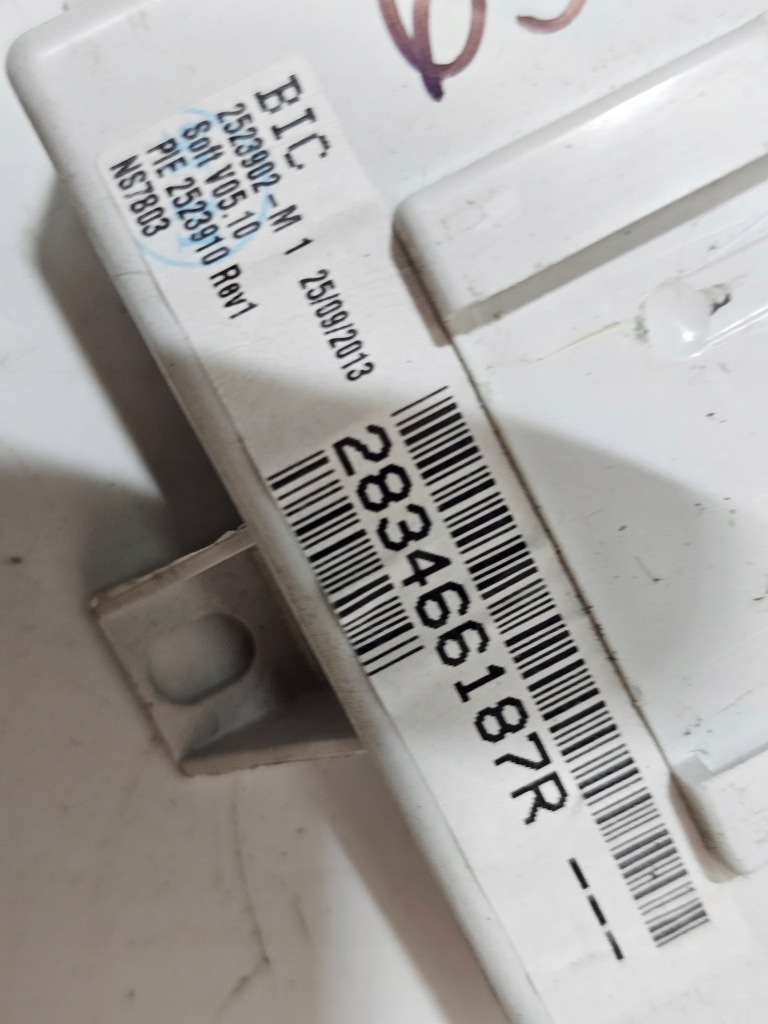 BIC
2523902-M 1 25/09/2013
Soft V05.10
PIE 2523910 Rev1
NS7803
283466187R ---